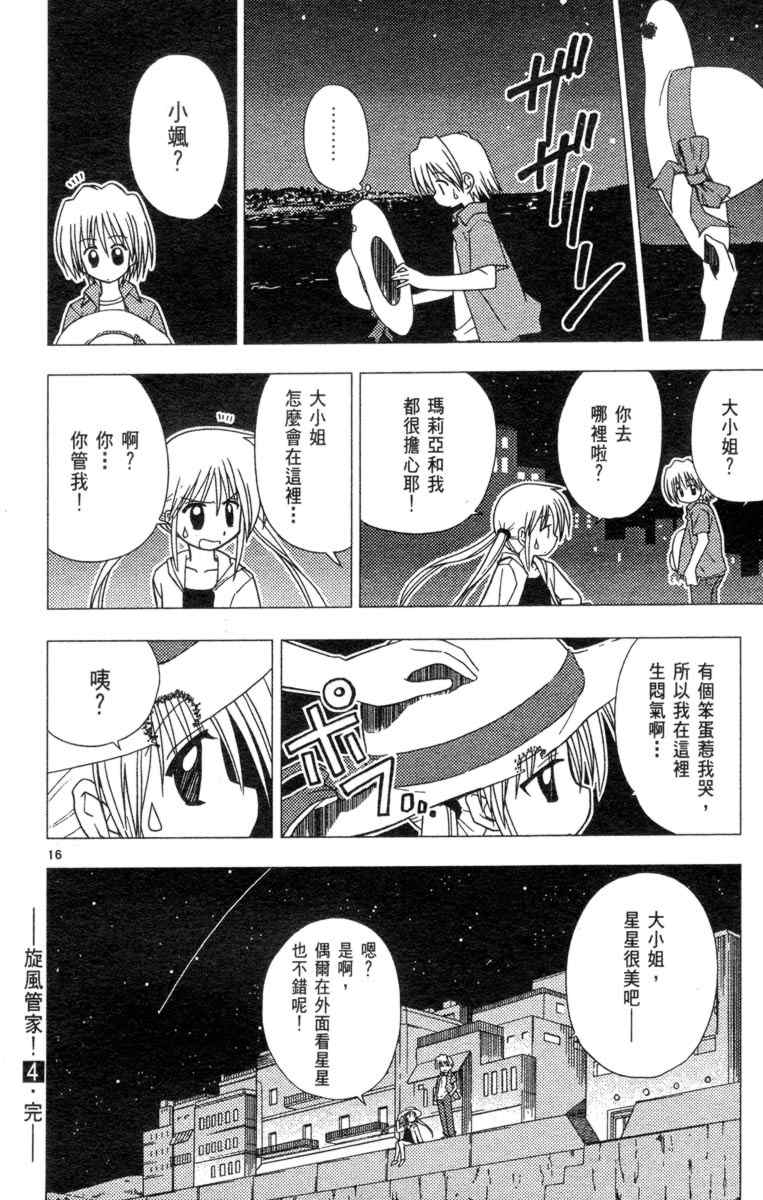 ザザザ
………
小颯？
大小姐？
你去
哪裡啦？
瑪莉亞和我
都很擔心耶！
大小姐
怎麼會在這裡…
啊？
你…
你管我！
有個笨蛋惹我哭，
所以我在這裡
生悶氣啊…
ポフ
咦？
大小姐，
星星很美吧——
嗯？
是啊，
偶爾在外面看星星
也不錯呢！
16
——旋風管家！4・完——